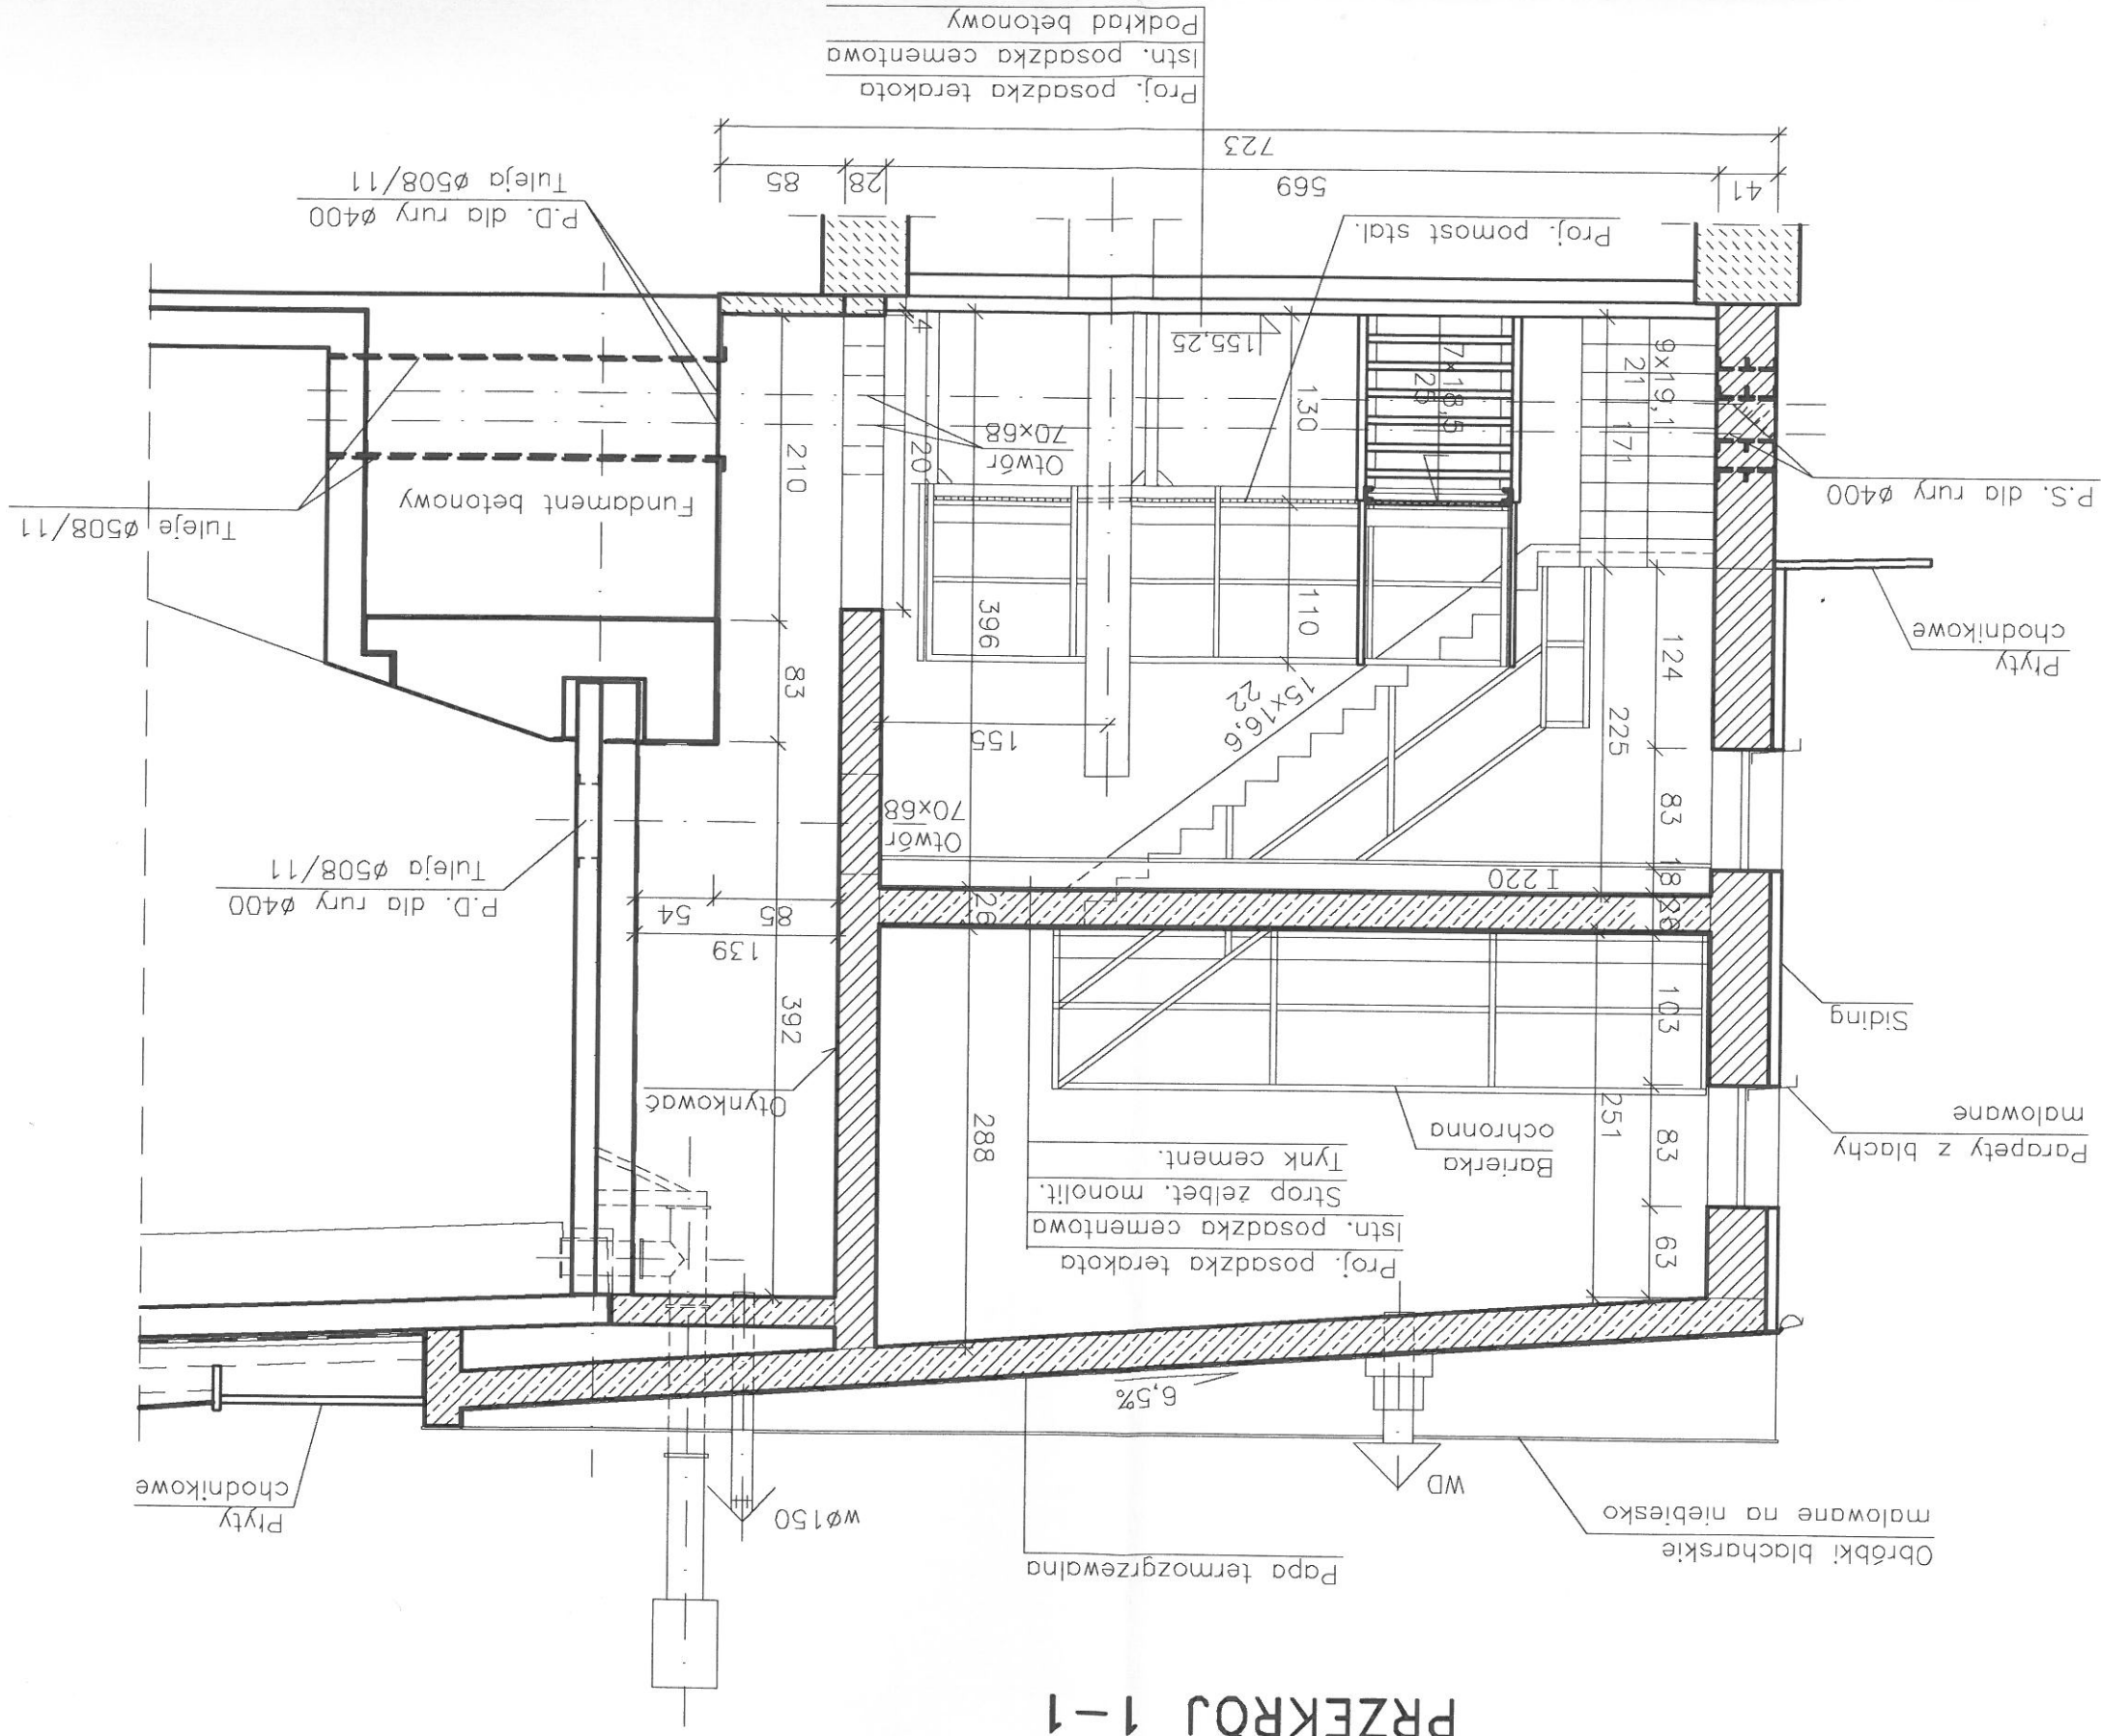 PRZEKRÓJ 1-1
Obróbki blacharskie
malowane na niebiesko
Papa termozgrzewalna
WD
wø150
Płyty
chodnikowe
6,5%
Parapety z blachy
malowane
Proj. posadzka terakota
Istn. posadzka cementowa
Strop żelbet. monolit.
Tynk cement.
Barierka
ochronna
63
83
251
288
Otynkować
392
Siding
103
139
85
54
26
26
18
I 220
P.D. dla rury ø400
Tuleja ø508/11
Otwór
70x68
83
225
155
15x16,6
22
124
Płyty
chodnikowe
110
396
83
Fundament betonowy
Tuleje ø508/11
P.S. dla rury ø400
171
9x19,1
21
7x18,5
25
130
Otwór
70x68
20
210
155,25
4
Proj. pomost stal.
P.D. dla rury ø400
Tuleja ø508/11
41
569
28
85
723
Proj. posadzka terakota
Istn. posadzka cementowa
Podkład betonowy